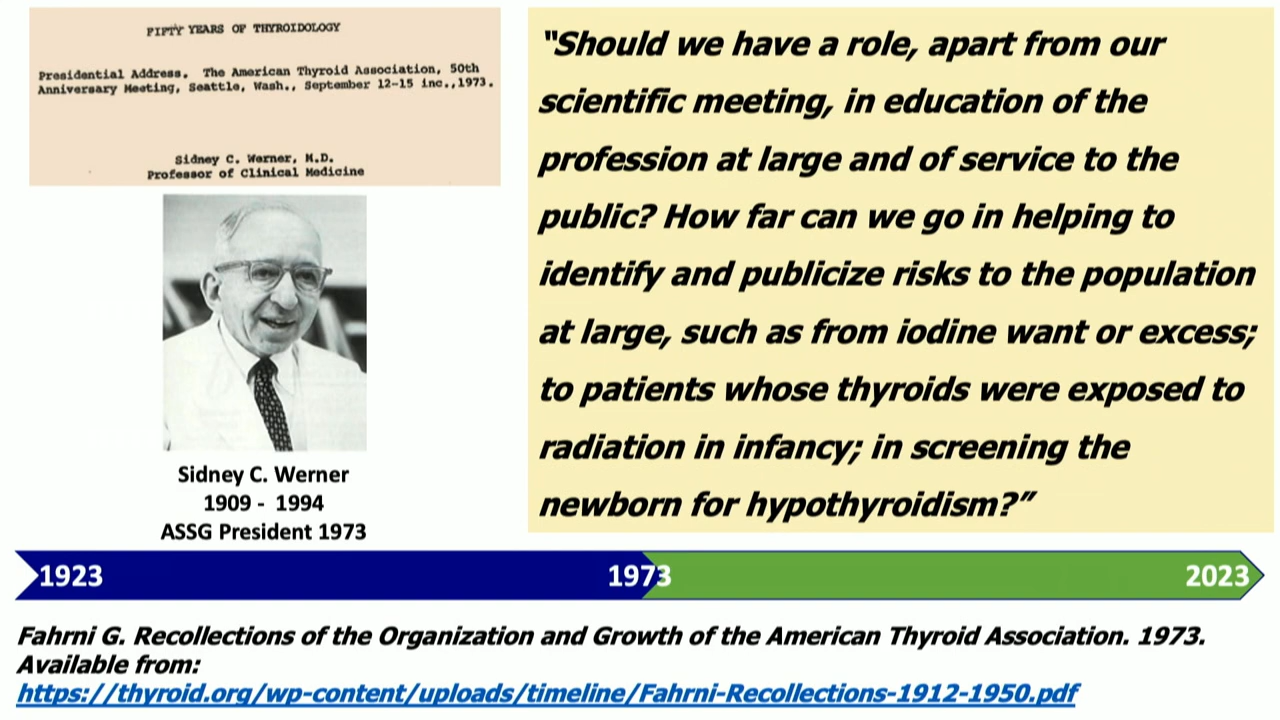 FIFTY YEARS OF THYROIDOLOGY
Presidential Address. The American Thyroid Association, 50th
Anniversary Meeting, Seattle, Wash., September 12-15 inc.,1973.
Sidney C. Werner, M.D.
Professor of Clinical Medicine
Sidney C. Werner
1909 - 1994
ASSG President 1973
“Should we have a role, apart from our
scientific meeting, in education of the
profession at large and of service to the
public? How far can we go in helping to
identify and publicize risks to the population
at large, such as from iodine want or excess;
to patients whose thyroids were exposed to
radiation in infancy; in screening the
newborn for hypothyroidism?”
1923 1973 2023
Fahrni G. Recollections of the Organization and Growth of the American Thyroid Association. 1973.
Available from:
https://thyroid.org/wp-content/uploads/timeline/Fahrni-Recollections-1912-1950.pdf